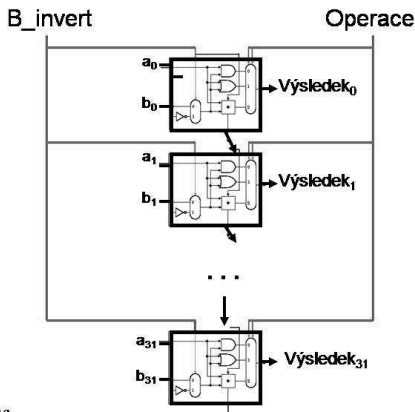 B_invert Operace
a0
Výsledek0
b0
a1
Výsledek1
b1
...
a31
Výsledek31
b31